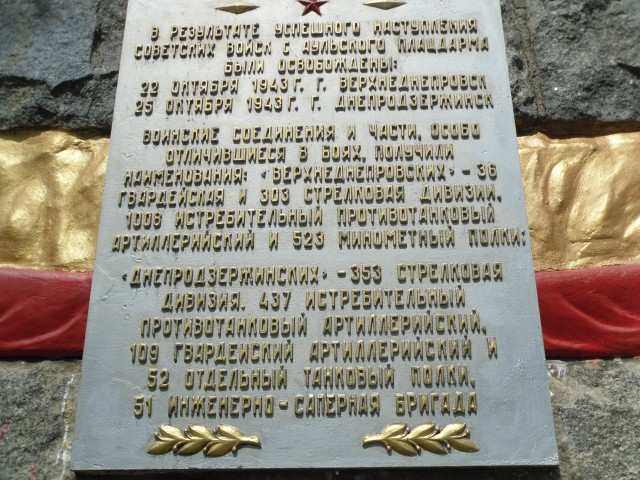 В РЕЗУЛЬТАТЕ УСПЕШНОГО НАСТУПЛЕНИЯ
СОВЕТСКИХ ВОЙСК С АУЛЬСКОГО ПЛАЦДАРМА
БЫЛИ ОСВОБОЖДЕНЫ:
22 ОКТЯБРЯ 1943 Г. Г. ВЕРХНЕДНЕПРОВСК
25 ОКТЯБРЯ 1943 Г. Г. ДНЕПРОДЗЕРЖИНСК
ВОИНСКИЕ СОЕДИНЕНИЯ И ЧАСТИ, ОСОБО
ОТЛИЧИВШИЕСЯ В БОЯХ, ПОЛУЧИЛИ
НАИМЕНОВАНИЯ: «ВЕРХНЕДНЕПРОВСКИХ» - 36
ГВАРДЕЙСКАЯ И 303 СТРЕЛКОВАЯ ДИВИЗИИ,
1008 ИСТРЕБИТЕЛЬНЫЙ ПРОТИВОТАНКОВЫЙ
АРТИЛЛЕРИЙСКИЙ И 523 МИНОМЕТНЫЙ ПОЛКИ;
«ДНЕПРОДЗЕРЖИНСКИХ» - 353 СТРЕЛКОВАЯ
ДИВИЗИЯ, 437 ИСТРЕБИТЕЛЬНЫЙ
ПРОТИВОТАНКОВЫЙ АРТИЛЛЕРИЙСКИЙ,
109 ГВАРДЕЙСКИЙ АРТИЛЛЕРИЙСКИЙ И
52 ОТДЕЛЬНЫЙ ТАНКОВЫЙ ПОЛКИ,
51 ИНЖЕНЕРНО - САПЕРНАЯ БРИГАДА